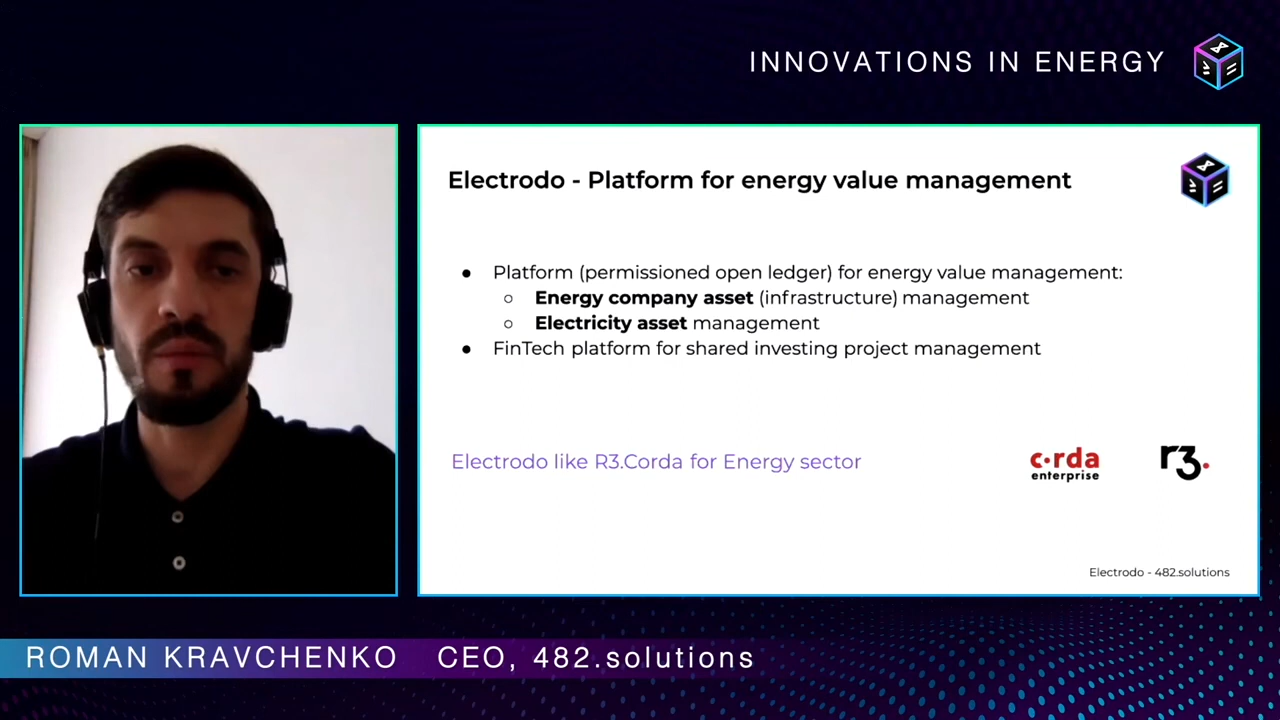 INNOVATIONS IN ENERGY
Electrodo - Platform for energy value management
● Platform (permissioned open ledger) for energy value management:
○ Energy company asset (infrastructure) management
○ Electricity asset management
● FinTech platform for shared investing project management
Electrodo like R3.Corda for Energy sector
c·rda
enterprise
r3.
Electrodo - 482.solutions
ROMAN KRAVCHENKO CEO, 482.solutions